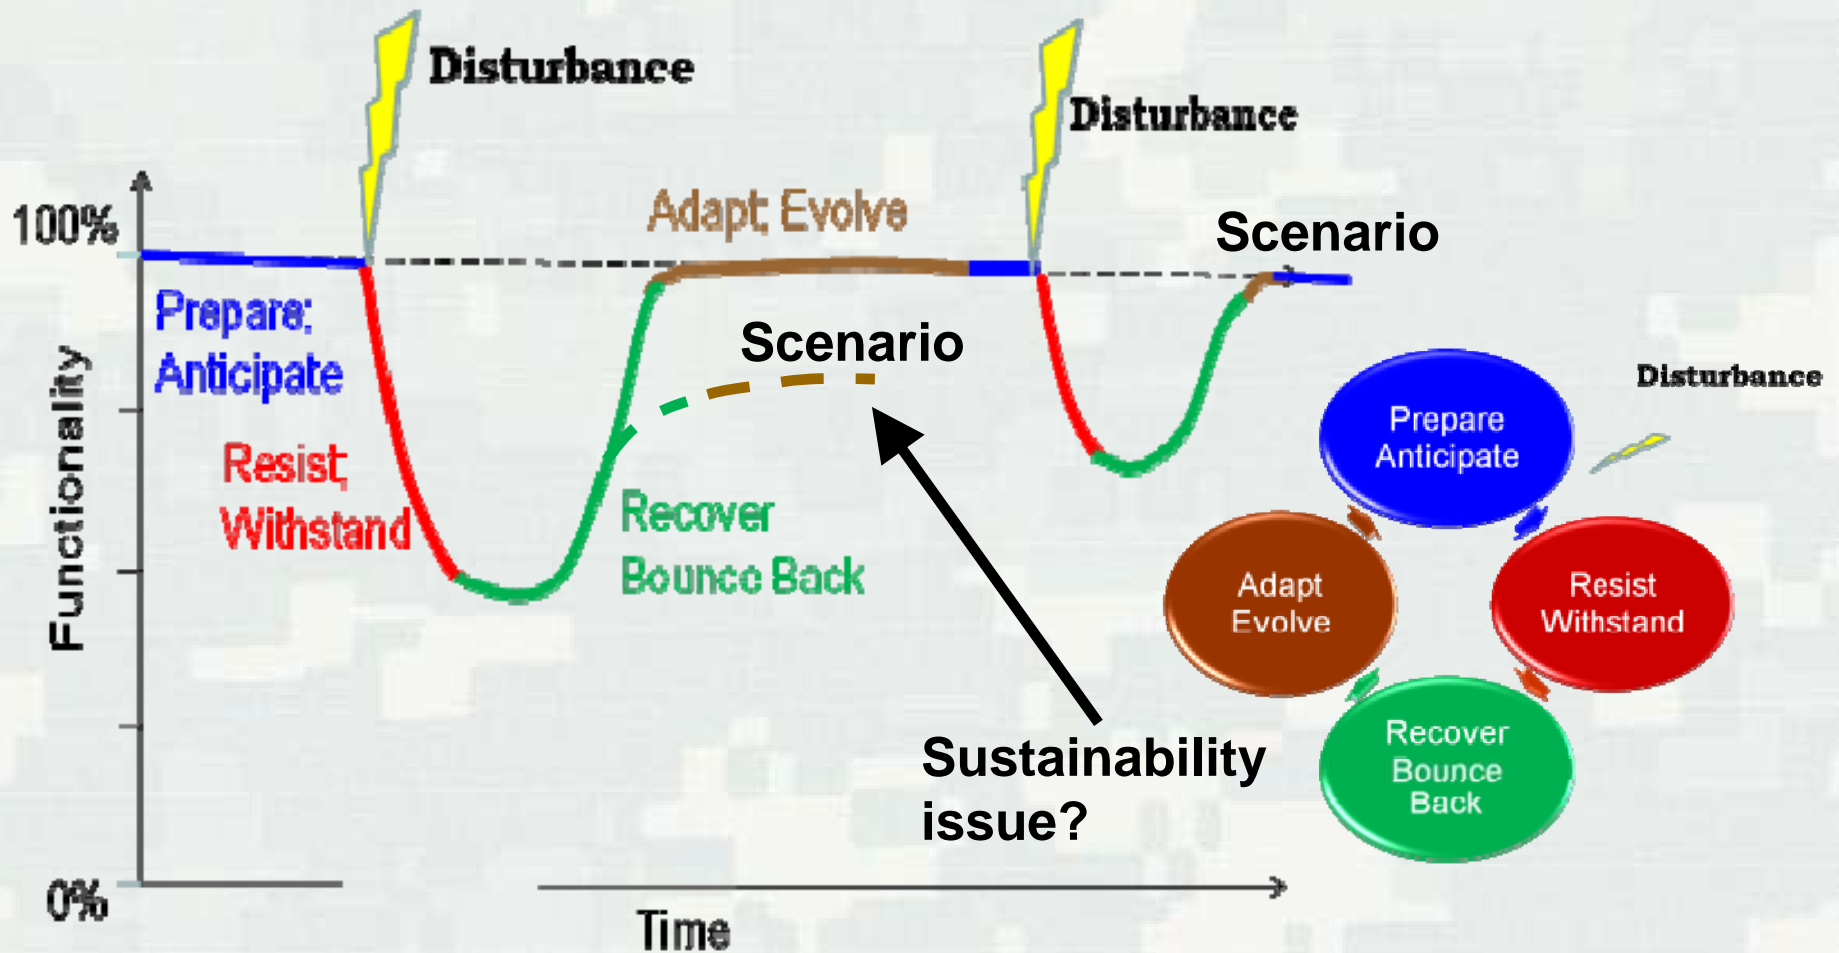 Disturbance
Disturbance
100%
Adapt; Evolve
Scenario
Prepare;
Anticipate
Scenario
Functionality
Resist;
Withstand
Recover
Bounce Back
Disturbance
Prepare
Anticipate
Adapt
Evolve
Resist
Withstand
Recover
Bounce
Back
Sustainability
issue?
0%
Time